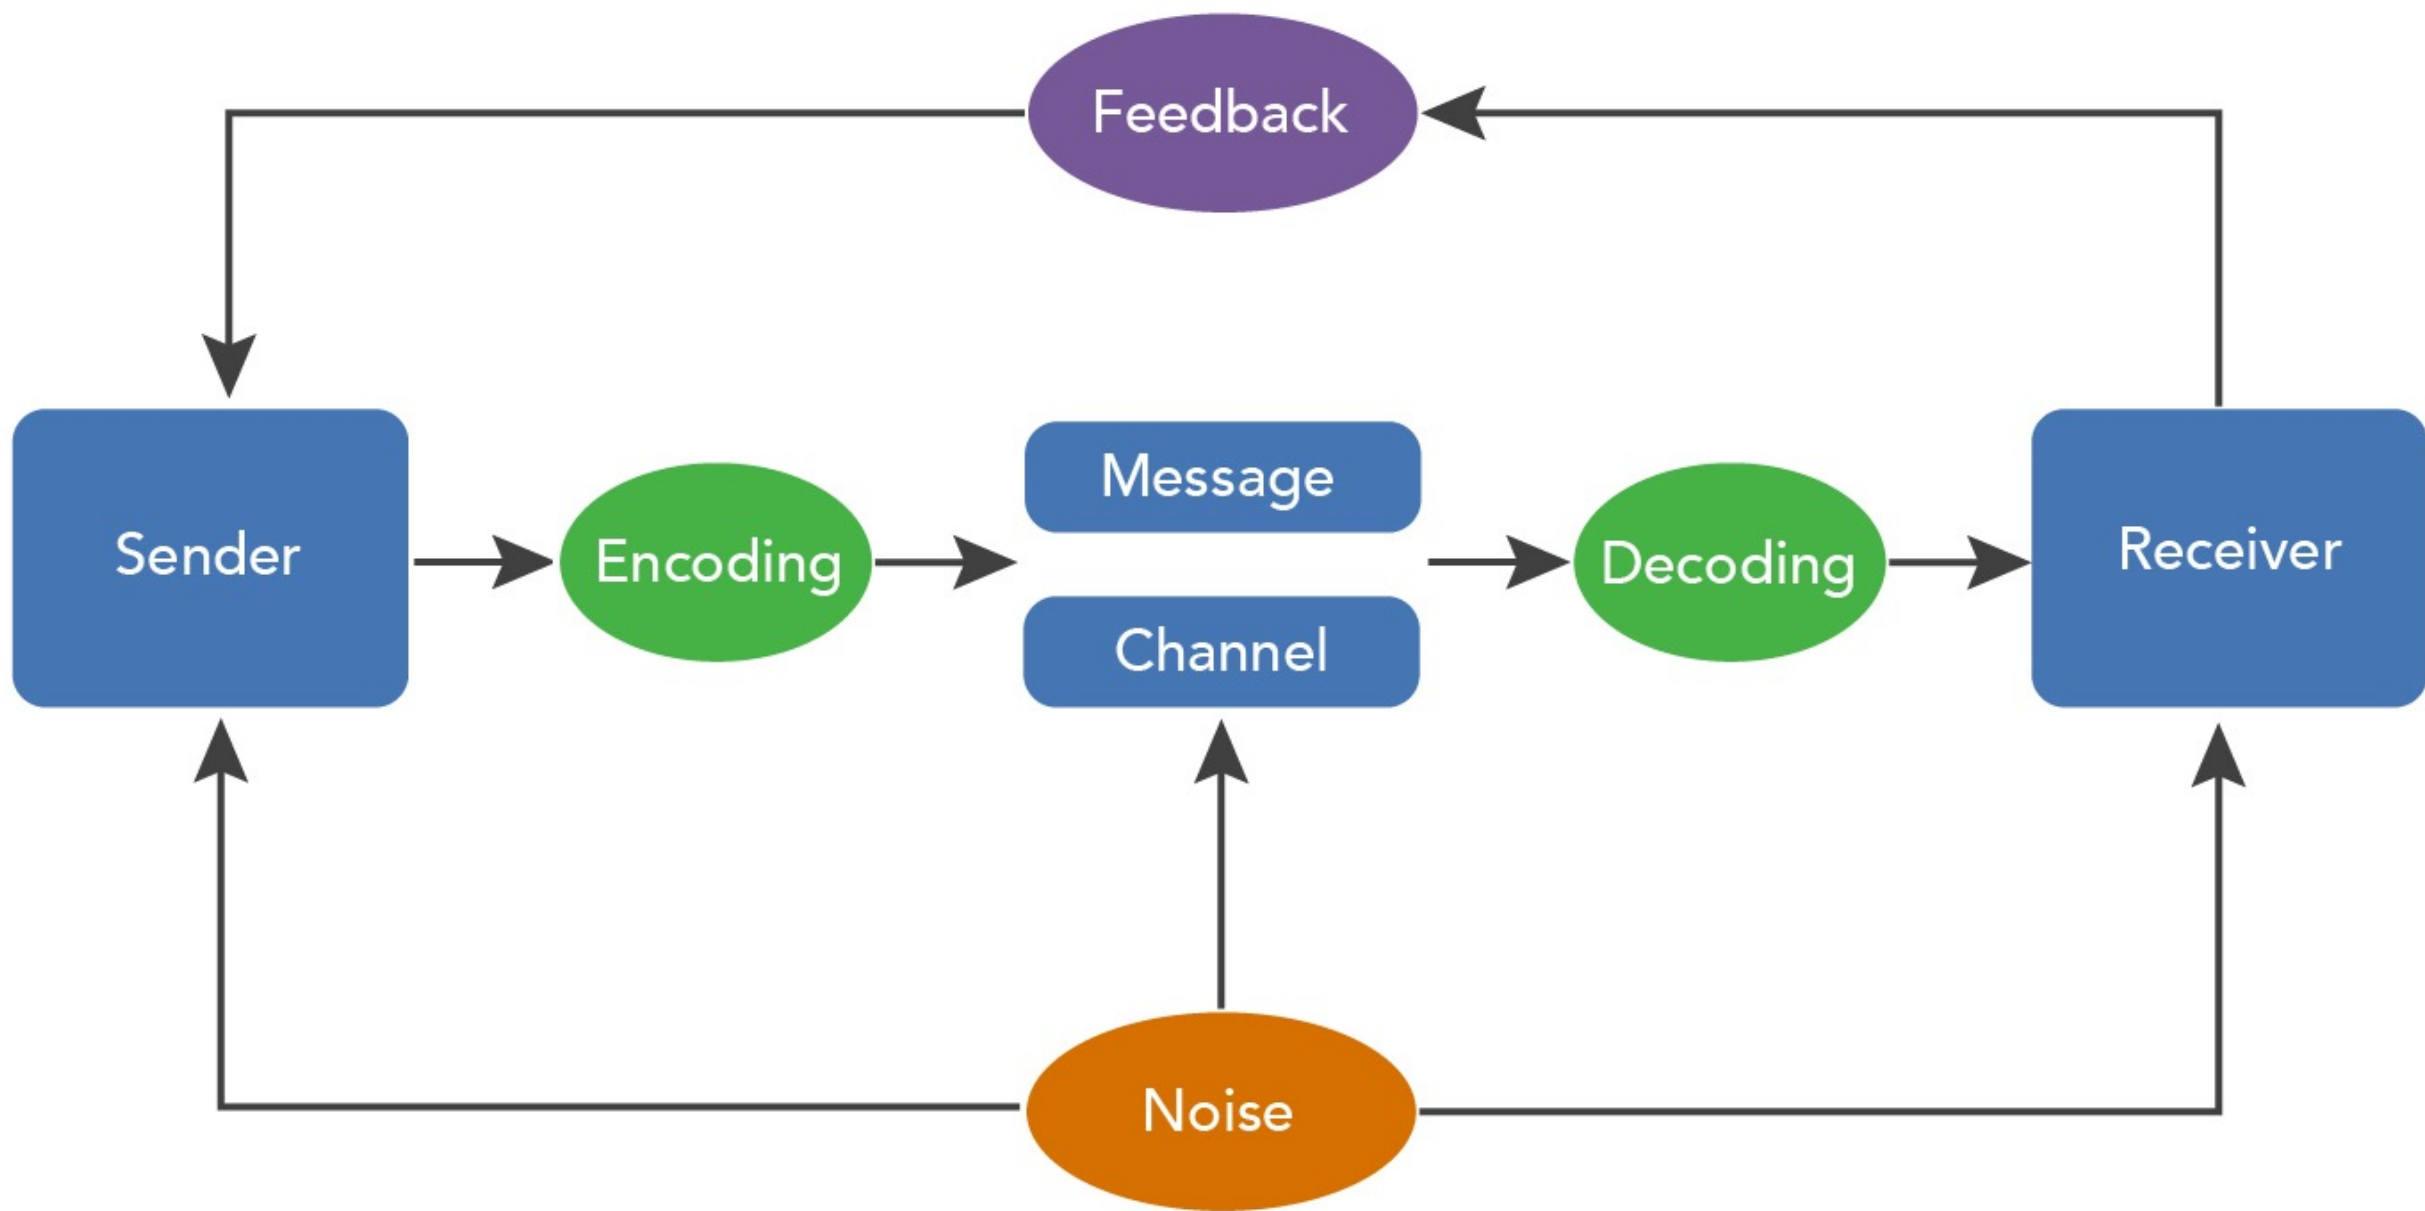 Feedback
Sender
Encoding
Message
Channel
Decoding
Receiver
Noise